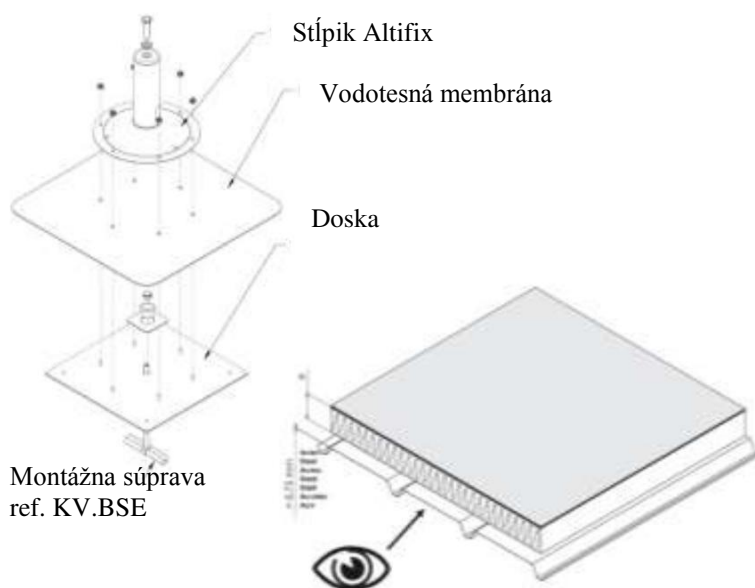 Stĺpik Altifix
Vodotesná membrána
Doska
Montážna súprava
ref. KV.BSE